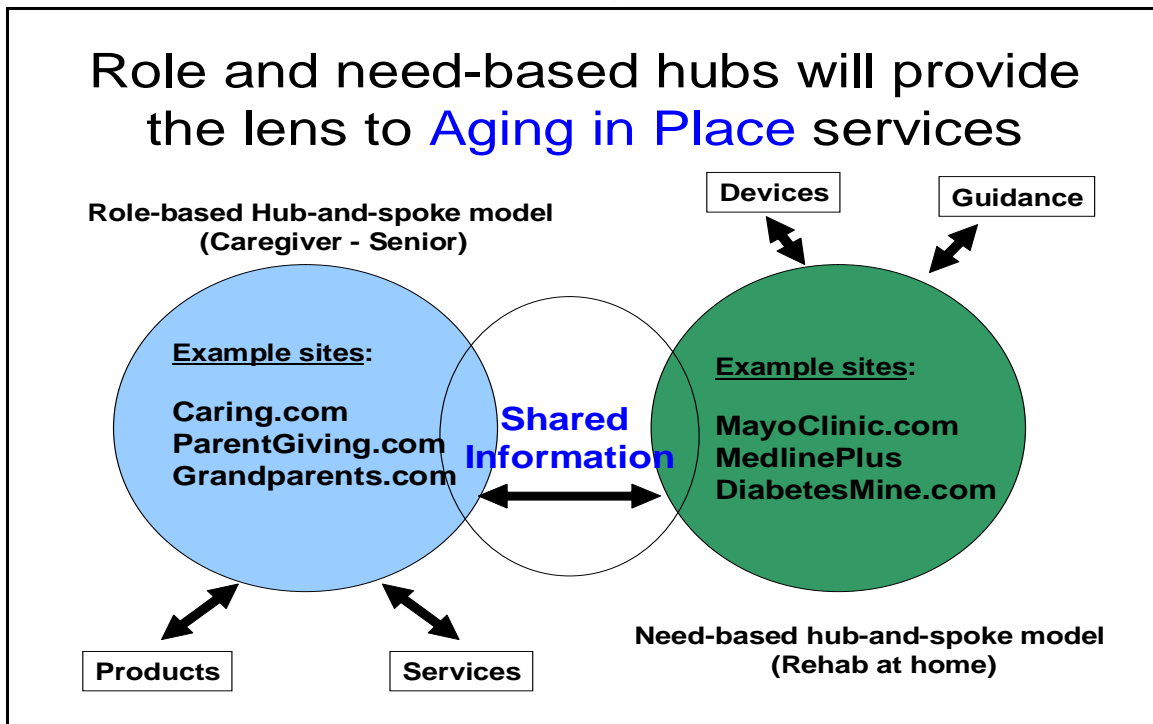 Role and need-based hubs will provide
the lens to Aging in Place services
Role-based Hub-and-spoke model
(Caregiver - Senior)
Devices
Guidance
Example sites:
Caring.com
ParentGiving.com
Grandparents.com
Shared
Information
Example sites:
MayoClinic.com
MedlinePlus
DiabetesMine.com
Products
Services
Need-based hub-and-spoke model
(Rehab at home)